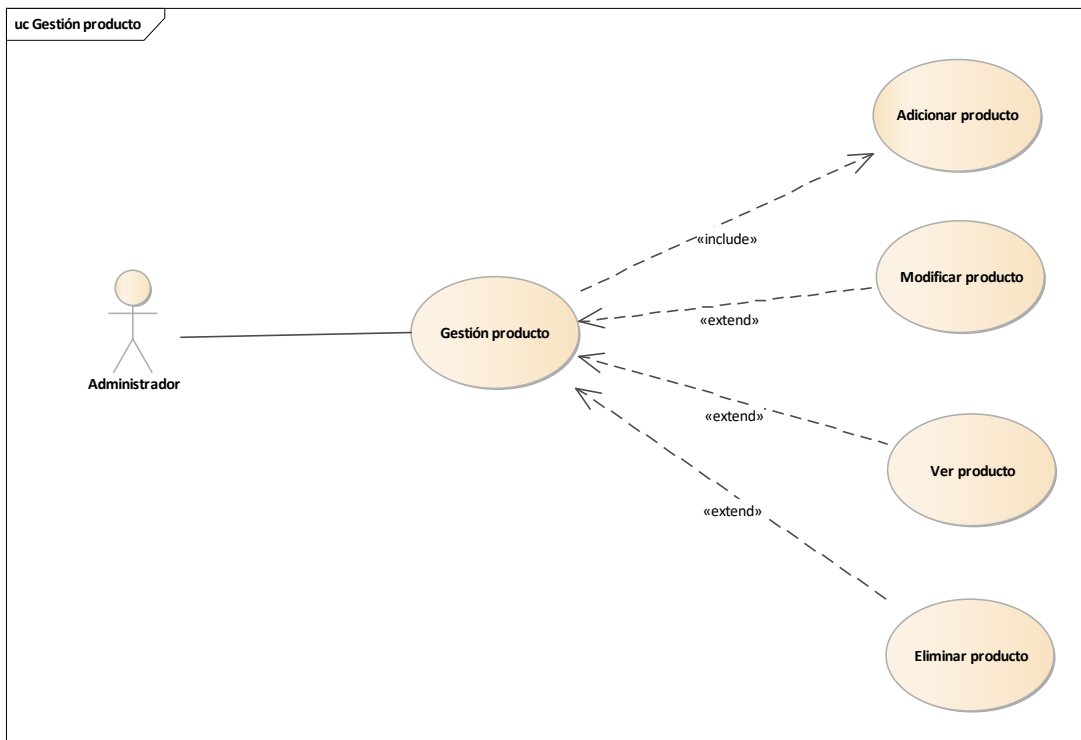 uc Gestión producto
Adicionar producto
«include»
Modificar producto
«extend»
Gestión producto
Administrador
«extend»
Ver producto
«extend»
Eliminar producto